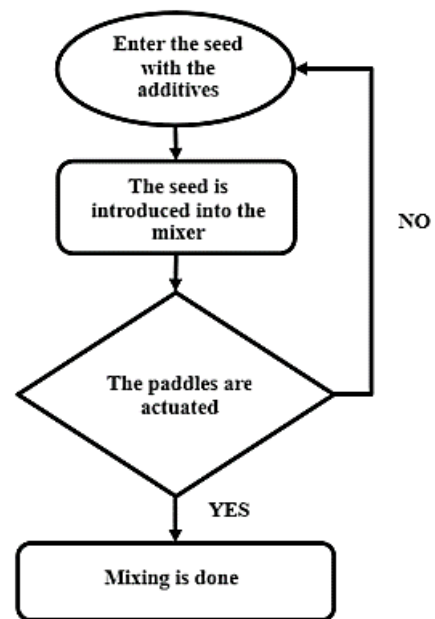 Enter the seed
with the
additives
The seed is
introduced into the
mixer
NO
The paddles are
actuated
YES
Mixing is done